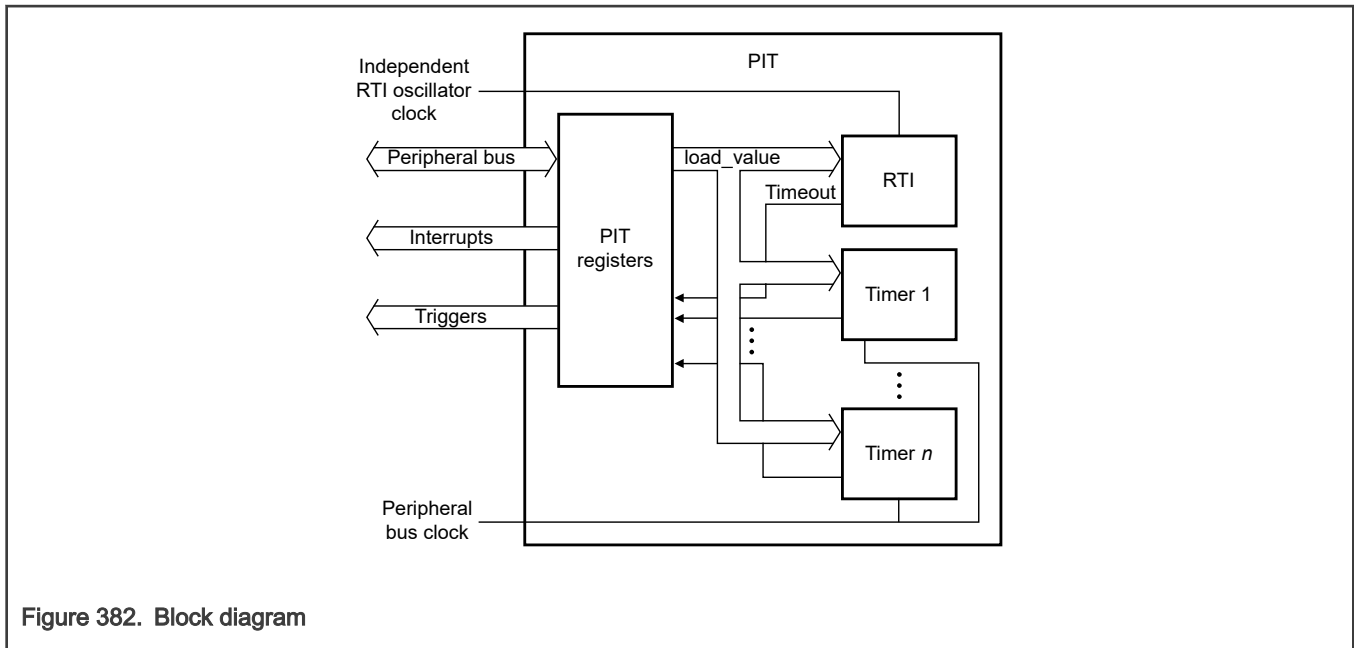 PIT
Independent
RTI oscillator
clock
Peripheral bus
load_value
RTI
Timeout
Interrupts
PIT
registers
Timer 1
Triggers
Timer n
Peripheral
bus clock
Figure 382. Block diagram